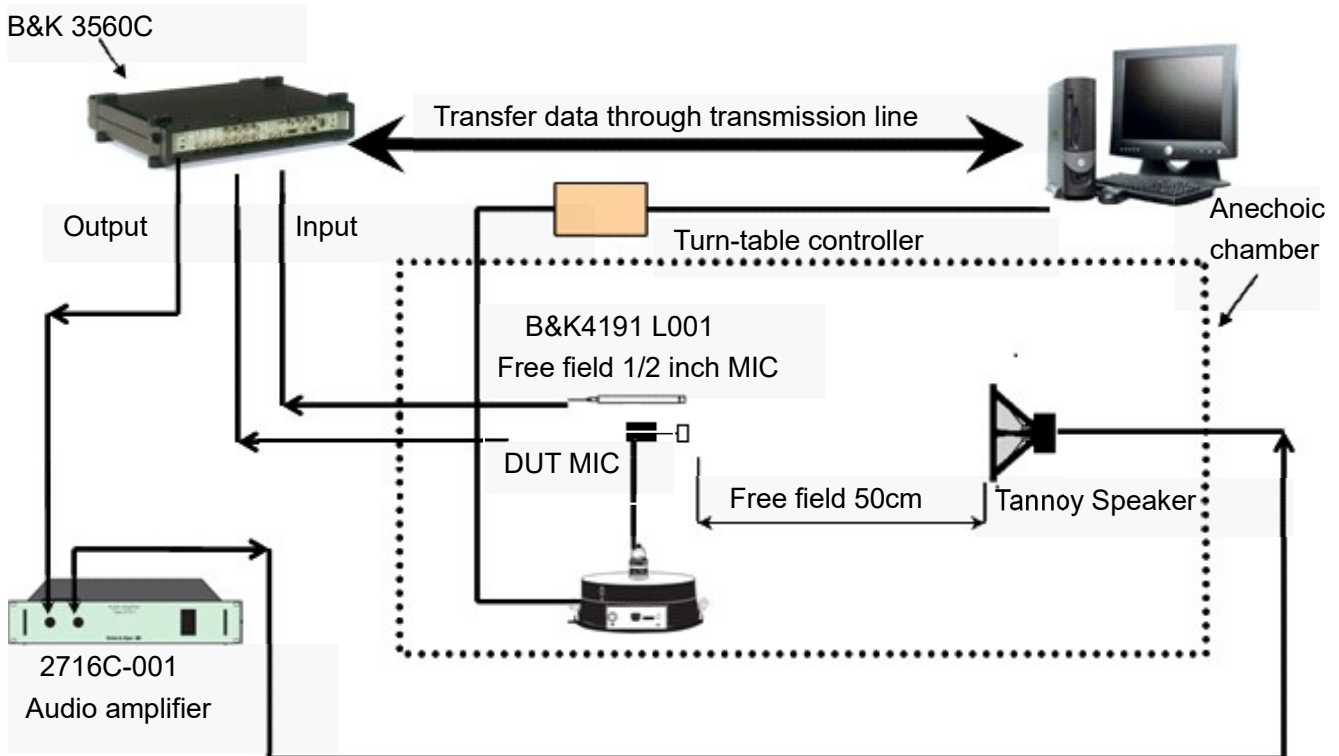 B&K 3560C
Transfer data through transmission line
Output
Input
Turn-table controller
Anechoic
chamber
B&K4191 L001
Free field 1/2 inch MIC
DUT MIC
Free field 50cm
Tannoy Speaker
2716C-001
Audio amplifier